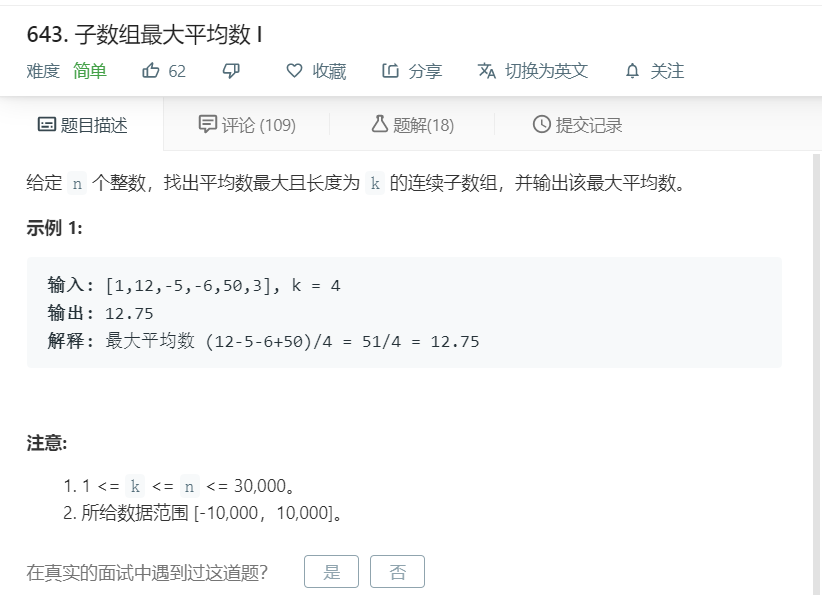 643. 子数组最大平均数 I
难度 简单 62 收藏 分享 切换为英文 关注
题目描述 评论 (109) 题解(18) 提交记录
给定 n 个整数，找出平均数最大且长度为 k 的连续子数组，并输出该最大平均数。
示例 1:
输入: [1,12,-5,-6,50,3], k = 4
输出: 12.75
解释: 最大平均数 (12-5-6+50)/4 = 51/4 = 12.75
注意:
1. 1 <= k <= n <= 30,000。
2. 所给数据范围 [-10,000，10,000]。
在真实的面试中遇到过这道题？ 是 否